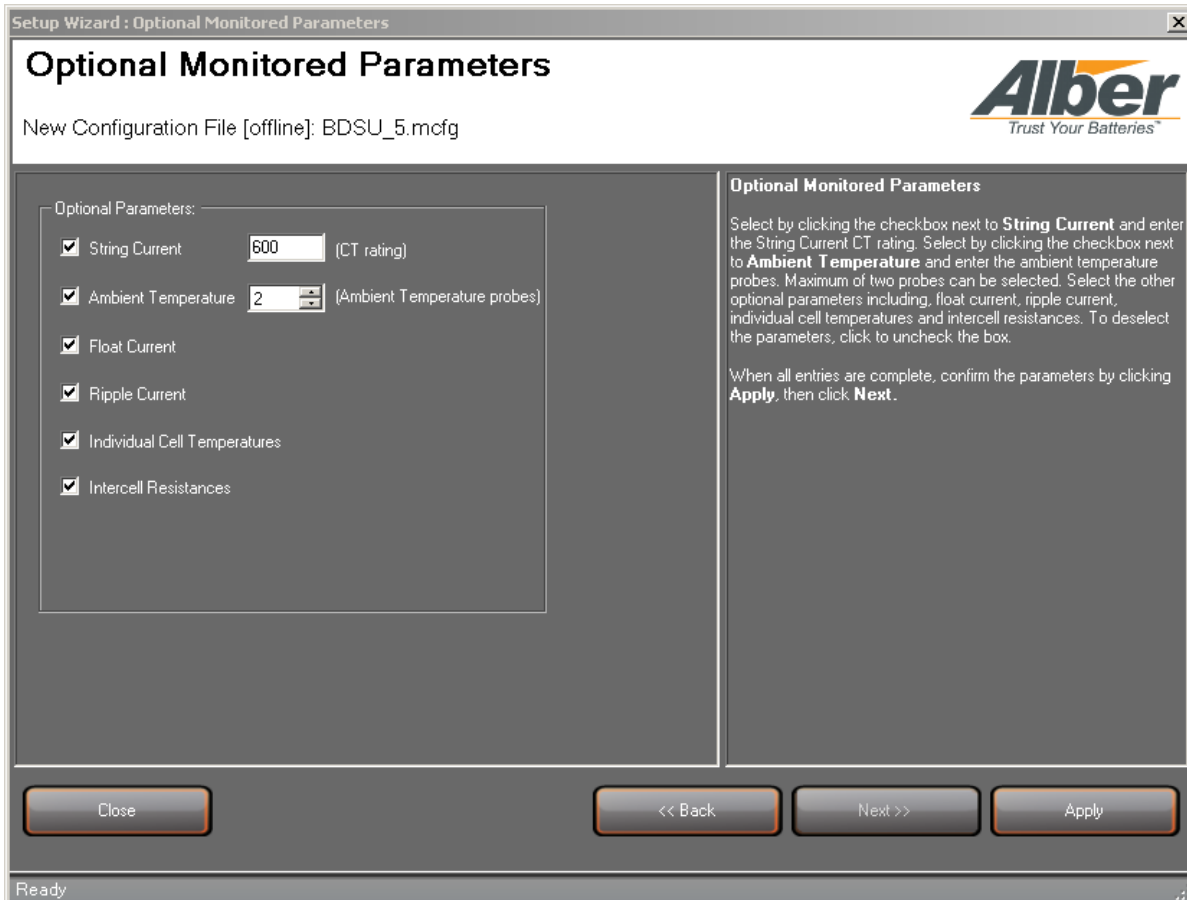 Setup Wizard : Optional Monitored Parameters
Optional Monitored Parameters
New Configuration File [offline]: BDSU_5.mcfg
Alber
Trust Your Batteries™
Optional Parameters:
String Current 600 (CT rating)
Ambient Temperature 2 (Ambient Temperature probes)
Float Current
Ripple Current
Individual Cell Temperatures
Intercell Resistances
Optional Monitored Parameters
Select by clicking the checkbox next to String Current and enter
the String Current CT rating. Select by clicking the checkbox next
to Ambient Temperature and enter the ambient temperature
probes. Maximum of two probes can be selected. Select the other
optional parameters including, float current, ripple current,
individual cell temperatures and intercell resistances. To deselect
the parameters, click to uncheck the box.
When all entries are complete, confirm the parameters by clicking
Apply, then click Next.
Close
<< Back
Next >>
Apply
Ready